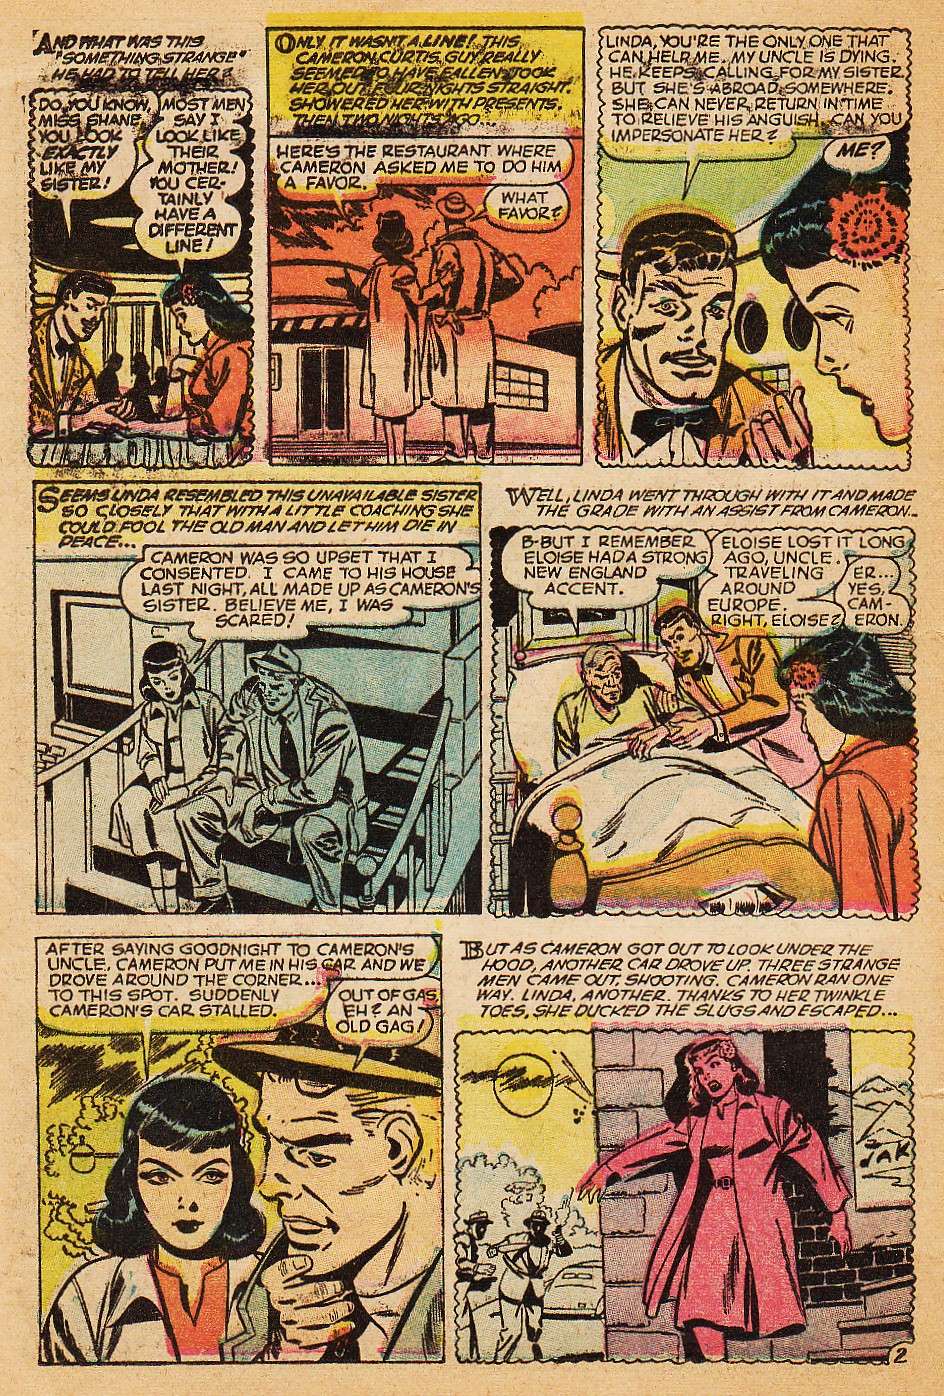 AND WHAT WAS THIS
"SOMETHING STRANGE"
HE HAD TO TELL HER?
DO YOU KNOW,
MISS SHANE,
YOU LOOK
EXACTLY
LIKE MY
SISTER!
MOST MEN
SAY I
LOOK LIKE
THEIR
MOTHER!
YOU CER-
TAINLY
HAVE A
DIFFERENT
LINE!
ONLY IT WASN'T A LINE! THIS
CAMERON CURTIS GUY REALLY
SEEMED TO HAVE FALLEN. TOOK
HER OUT FOUR NIGHTS STRAIGHT.
SHOWERED HER WITH PRESENTS.
THEN TWO NIGHTS AGO...
HERE'S THE RESTAURANT WHERE
CAMERON ASKED ME TO DO HIM
A FAVOR.
WHAT
FAVOR?
LINDA, YOU'RE THE ONLY ONE THAT
CAN HELP ME. MY UNCLE IS DYING.
HE KEEPS CALLING FOR MY SISTER
BUT SHE'S ABROAD, SOMEWHERE.
SHE CAN NEVER RETURN IN TIME
TO RELIEVE HIS ANGUISH. CAN YOU
IMPERSONATE HER?
ME?
SEEMS LINDA RESEMBLED THIS UNAVAILABLE SISTER
SO CLOSELY THAT WITH A LITTLE COACHING SHE
COULD FOOL THE OLD MAN AND LET HIM DIE IN
PEACE...
CAMERON WAS SO UPSET THAT I
CONSENTED. I CAME TO HIS HOUSE
LAST NIGHT, ALL MADE UP AS CAMERON'S
SISTER. BELIEVE ME, I WAS
SCARED!
WELL, LINDA WENT THROUGH WITH IT AND MADE
THE GRADE WITH AN ASSIST FROM CAMERON...
B-BUT I REMEMBER
ELOISE HAD A STRONG
NEW ENGLAND
ACCENT.
ELOISE LOST IT LONG
AGO, UNCLE.
TRAVELING
AROUND
EUROPE.
RIGHT, ELOISE?
ER...
YES,
CAM-
ERON.
AFTER SAYING GOODNIGHT TO CAMERON'S
UNCLE, CAMERON PUT ME IN HIS CAR AND WE
DROVE AROUND THE CORNER...
TO THIS SPOT. SUDDENLY
CAMERON'S CAR STALLED.
OUT OF GAS,
EH? AN
OLD GAG!
BUT AS CAMERON GOT OUT TO LOOK UNDER THE
HOOD, ANOTHER CAR DROVE UP. THREE STRANGE
MEN CAME OUT, SHOOTING. CAMERON RAN ONE
WAY. LINDA, ANOTHER. THANKS TO HER TWINKLE
TOES, SHE DUCKED THE SLUGS AND ESCAPED...
2